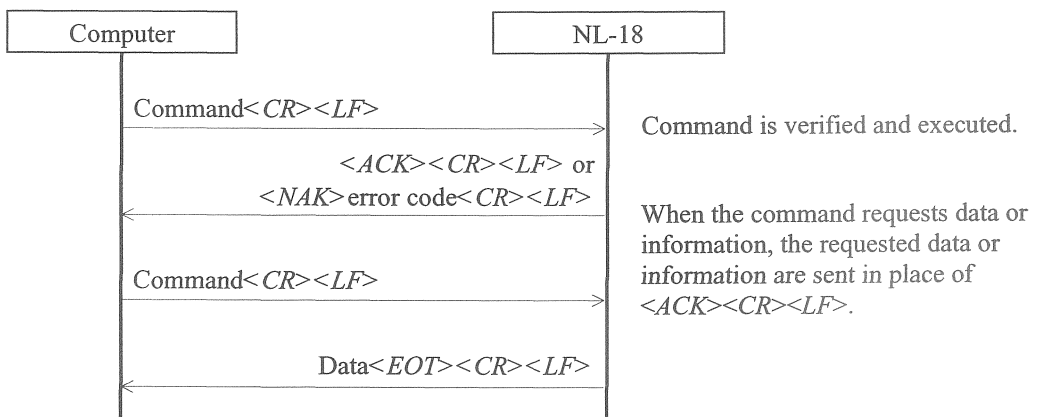 Computer
NL-18
Command<CR><LF>
Command is verified and executed.
<ACK><CR><LF> or
<NAK>error code<CR><LF>
When the command requests data or
information, the requested data or
information are sent in place of
<ACK><CR><LF>.
Command<CR><LF>
Data<EOT><CR><LF>